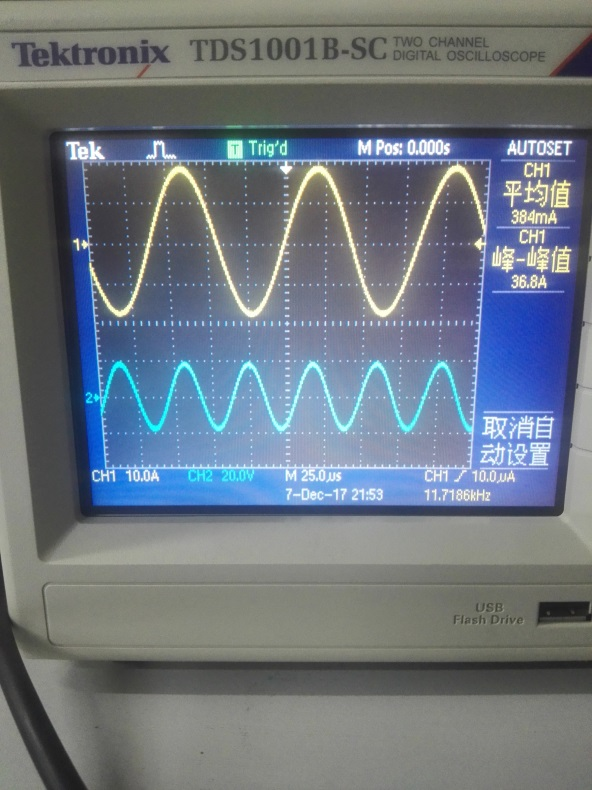 Tektronix TDS1001B-SC TWO CHANNEL
DIGITAL OSCILLOSCOPE
Tek T Trig'd M Pos: 0.000s AUTOSET
CH1
平均值
384mA
1
CH1
峰-峰值
36.8A
2
取消自
动设置
CH1 10.0A CH2 20.0V M 25.0us CH1 10.0uA
7-Dec-17 21:53 11.7186kHz
USB
Flash Drive